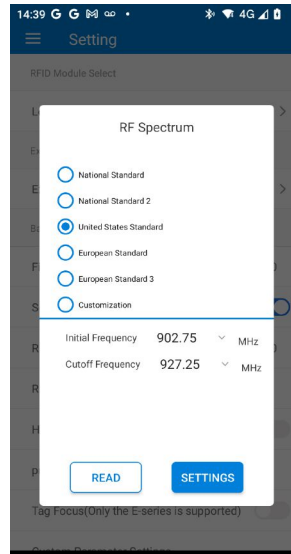 14:39 G G 4G
Setting
RFID Module Select
RF Spectrum
National Standard
National Standard 2
United States Standard
European Standard
European Standard 3
Customization
Initial Frequency 902.75 MHz
Cutoff Frequency 927.25 MHz
READ SETTINGS
Tag Focus(Only the E-series is supported)